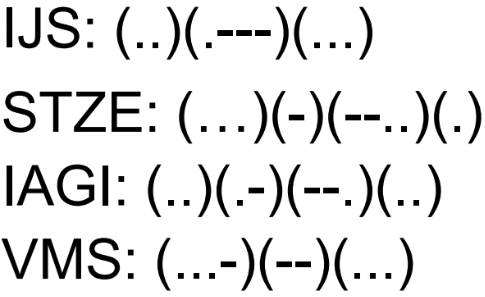 IJS: (..)(.---)(...)
STZE: (...)(-)(--..)(.)
IAGI: (..)(.-)(--.)(..)
VMS: (...-)(--)(...)